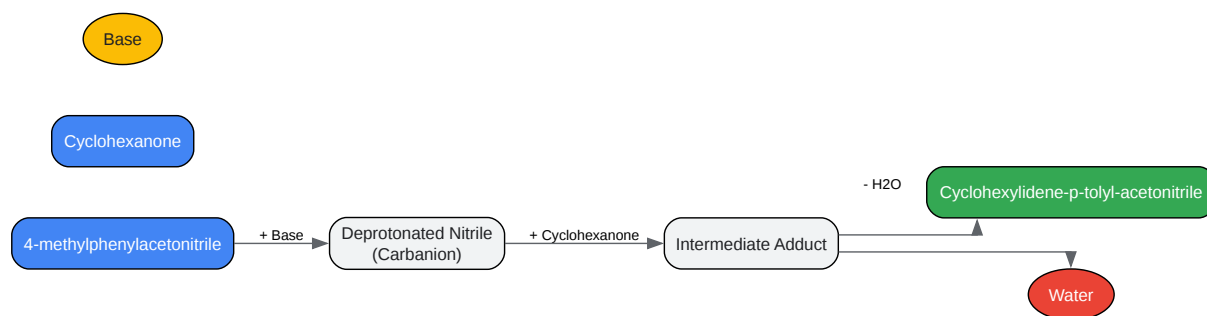 Base
Cyclohexanone
4-methylphenylacetonitrile
+ Base
Deprotonated Nitrile
(Carbanion)
+ Cyclohexanone
Intermediate Adduct
- H2O
Cyclohexylidene-p-tolyl-acetonitrile
Water